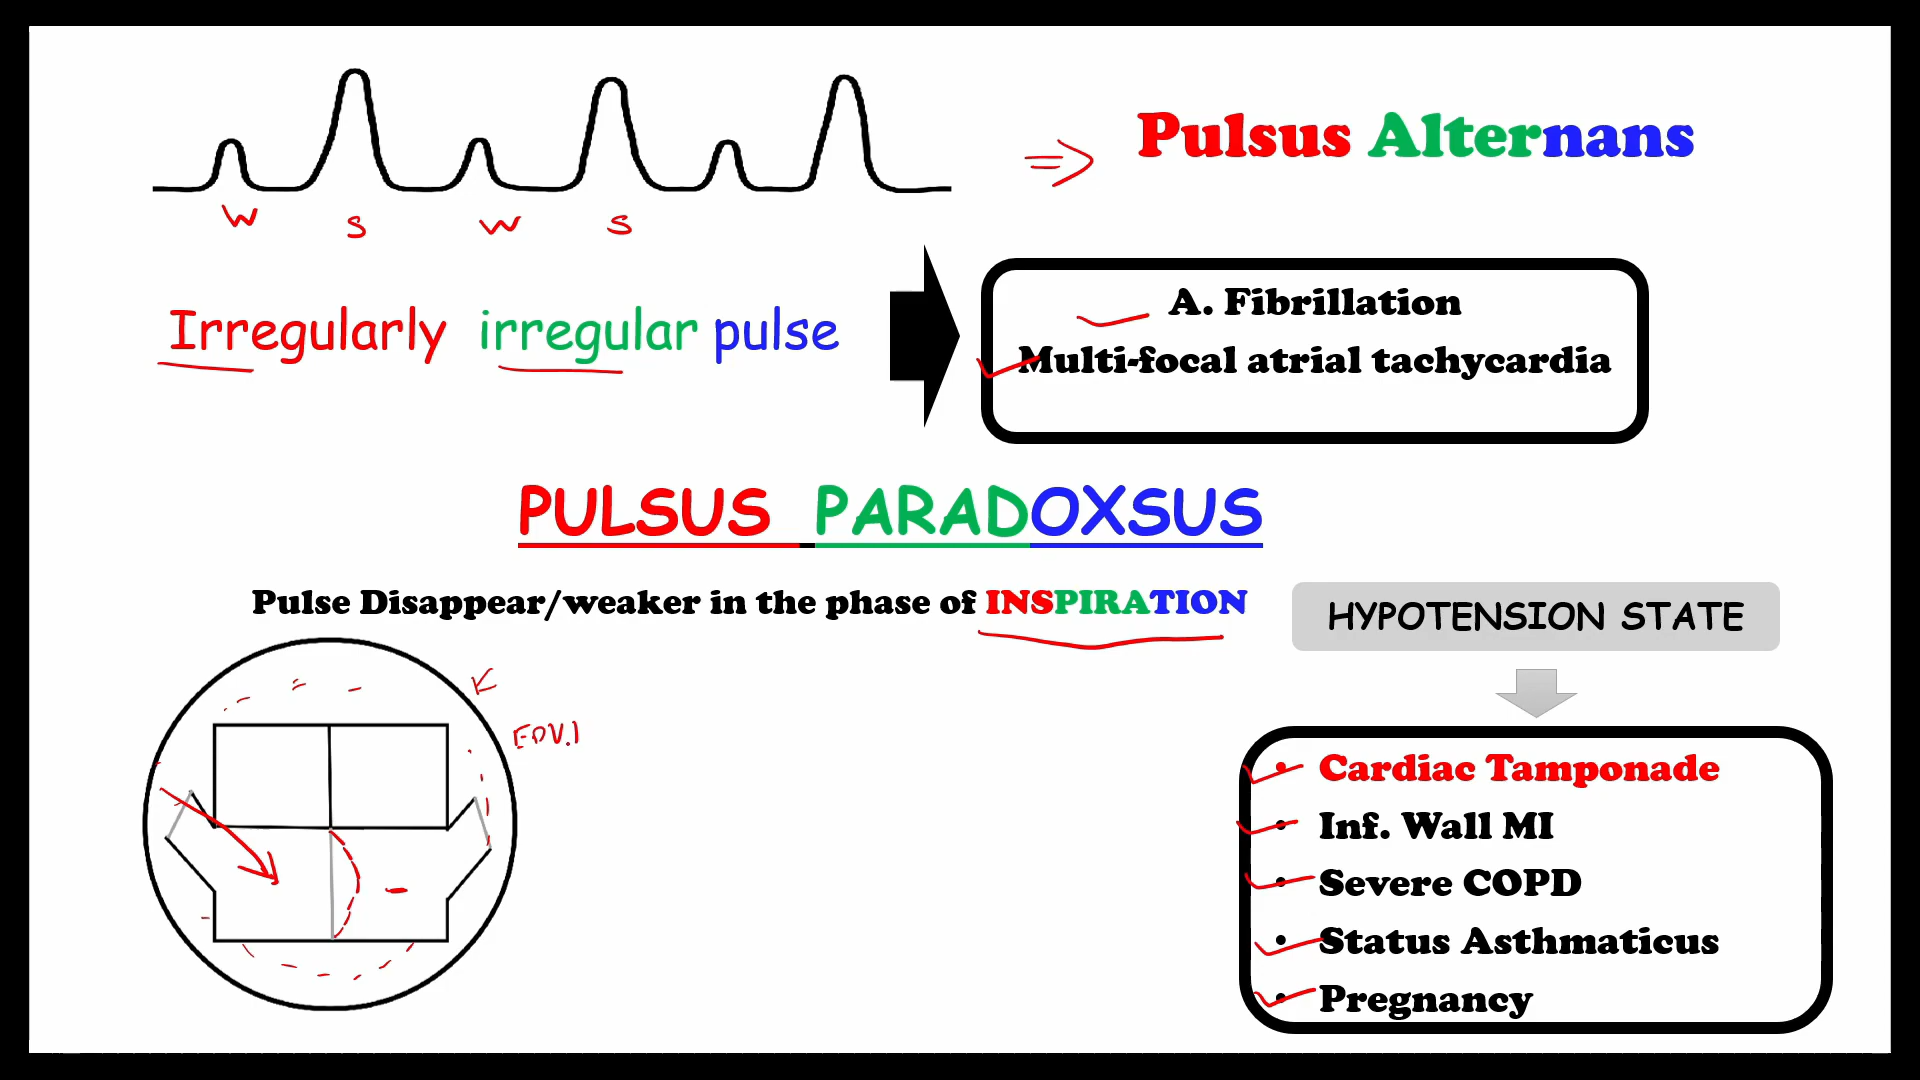 Pulsus Alternans
W S W S
Irregularly irregular pulse
A. Fibrillation
Multi-focal atrial tachycardia
PULSUS PARADOXSUS
Pulse Disappear/weaker in the phase of INSPIRATION
HYPOTENSION STATE
• Cardiac Tamponade
• Inf. Wall MI
• Severe COPD
• Status Asthmaticus
• Pregnancy